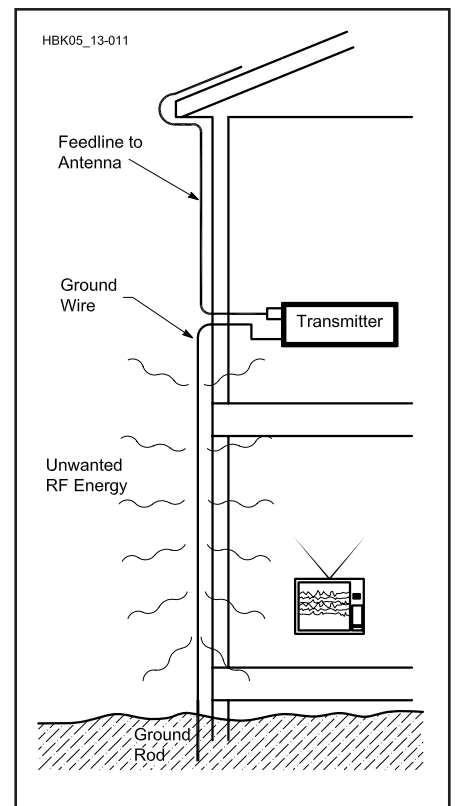 HBK05_13-011
Feedline to
Antenna
Ground
Wire
Transmitter
Unwanted
RF Energy
Ground
Rod